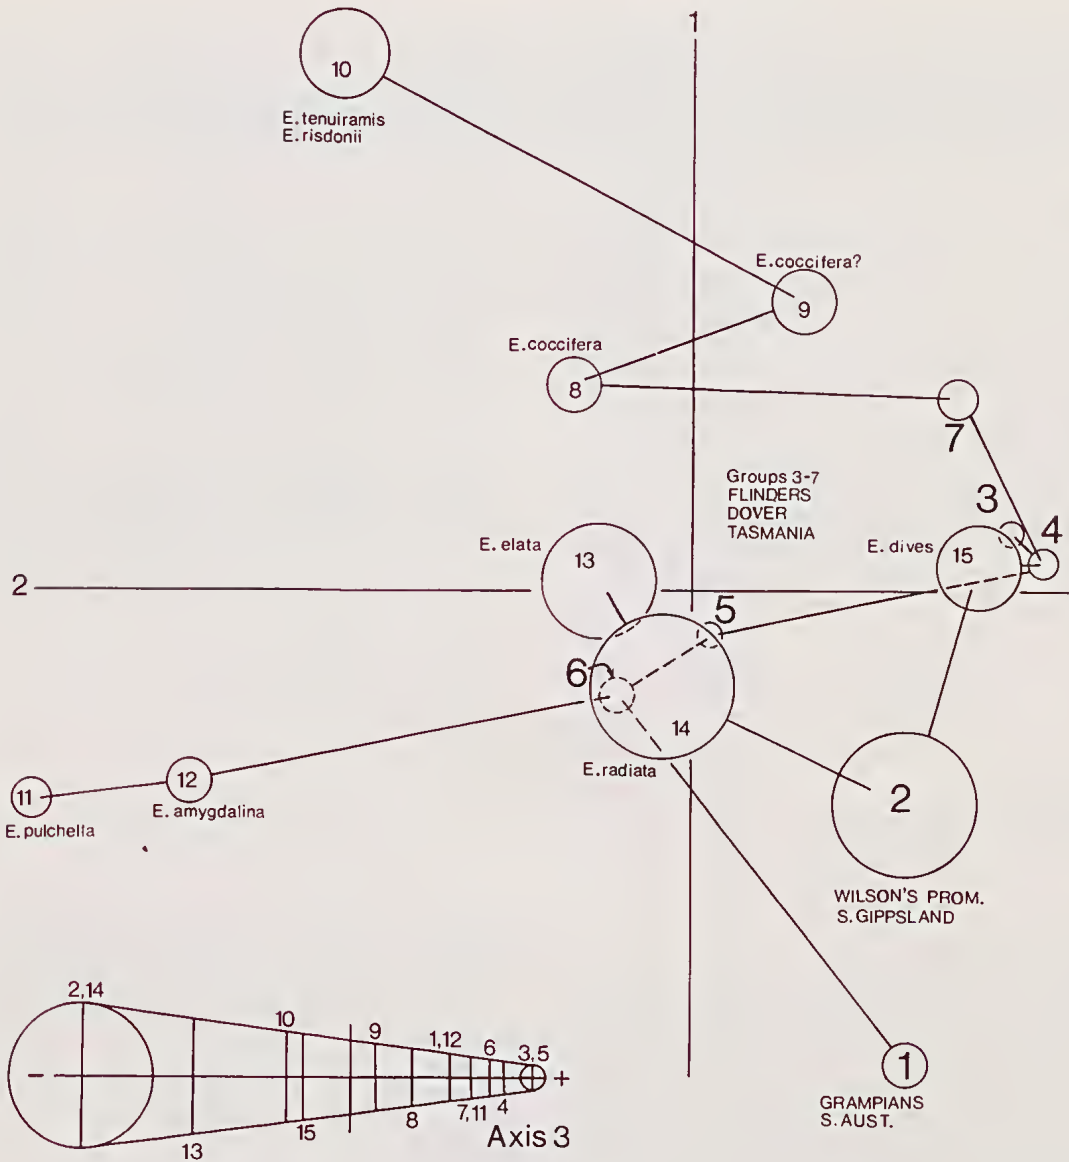 1
10
E. tenuiramis
E. risdonii
E. coccifera?
9
E. coccifera
8
7
Groups 3-7
FLINDERS
DOVER
TASMANIA
3
4
E. elata
13
E. dives
15
2
5
6
14
E. radiata
11
12
E. pulchella
E. amygdalina
2
WILSON'S PROM.
S. GIPPSLAND
1
GRAMPIANS
S. AUST.
2,14
10
9
1,12
6
3,5
-
+
13
15
8
7,11
4
Axis 3